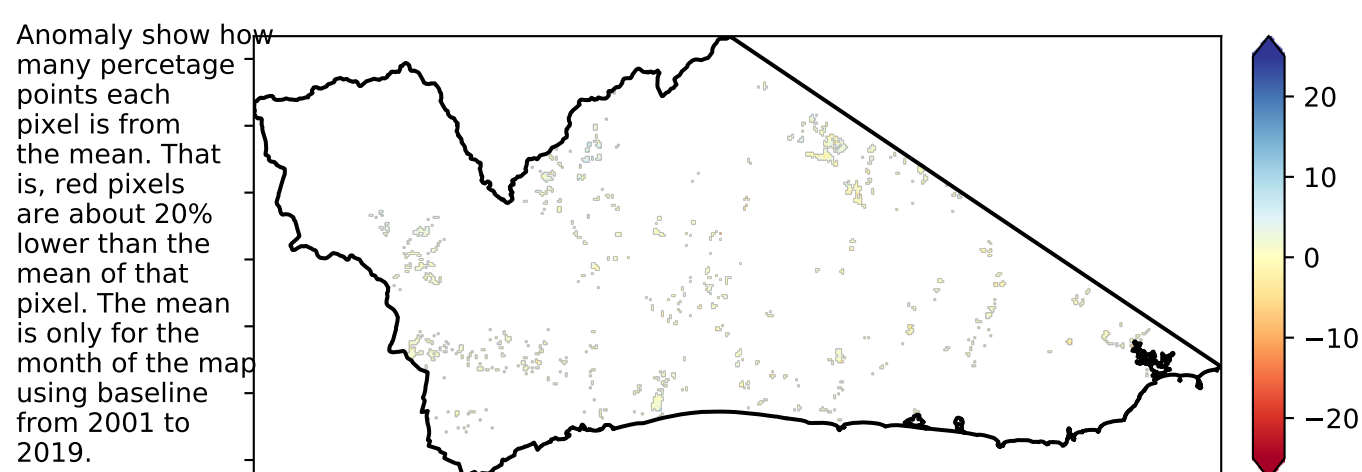 Anomaly show how
many percetage
points each
pixel is from
the mean. That
is, red pixels
are about 20%
lower than the
mean of that
pixel. The mean
is only for the
month of the map
using baseline
from 2001 to
2019.
20
10
0
−10
−20